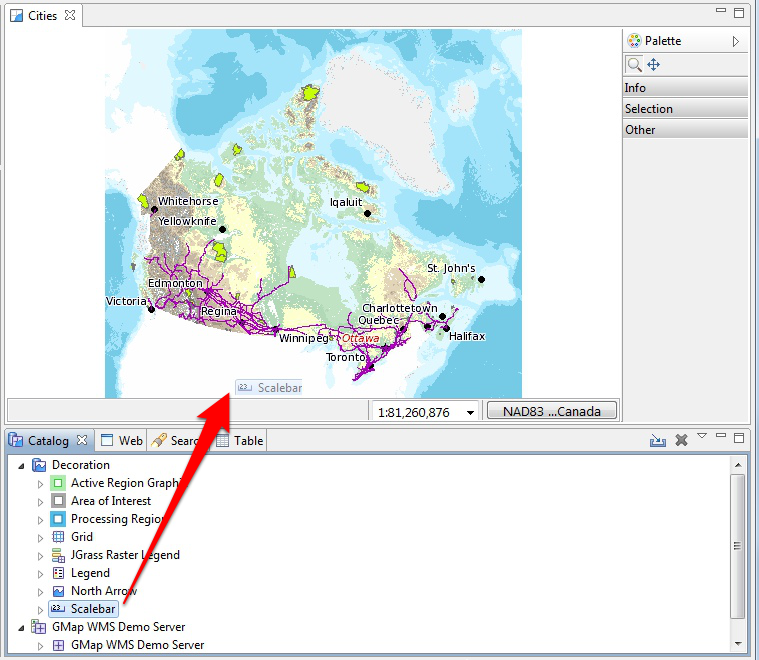 Cities
Palette
Info
Selection
Other
Whitehorse
Yellowknife
Iqaluit
St. John's
Edmonton
Victoria
Regina
Charlottetown
Quebec
Winnipeg
Ottawa
Halifax
Toronto
Scalebar
1:81,260,876
NAD83 ...Canada
Catalog
Web
Searc
Table
Decoration
Active Region Graphi
Area of Interest
Processing Region
Grid
JGrass Raster Legend
Legend
North Arrow
Scalebar
GMap WMS Demo Server
GMap WMS Demo Server